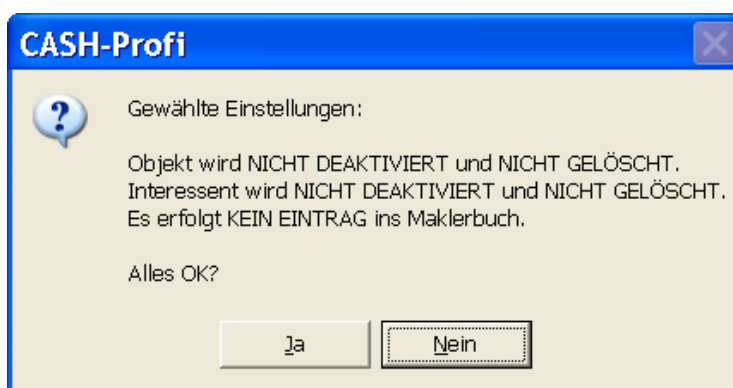 CASH-Profi
Gewählte Einstellungen:
Objekt wird NICHT DEAKTIVIERT und NICHT GELÖSCHT.
Interessent wird NICHT DEAKTIVIERT und NICHT GELÖSCHT.
Es erfolgt KEIN EINTRAG ins Maklerbuch.
Alles OK?
Ja
Nein